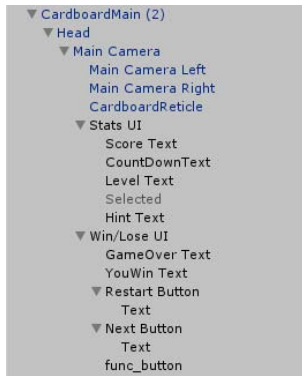 CardboardMain (2)
Head
Main Camera
Main Camera Left
Main Camera Right
CardboardReticle
Stats UI
Score Text
CountDownText
Level Text
Selected
Hint Text
Win/Lose UI
GameOver Text
YouWin Text
Restart Button
Text
Next Button
Text
func_button